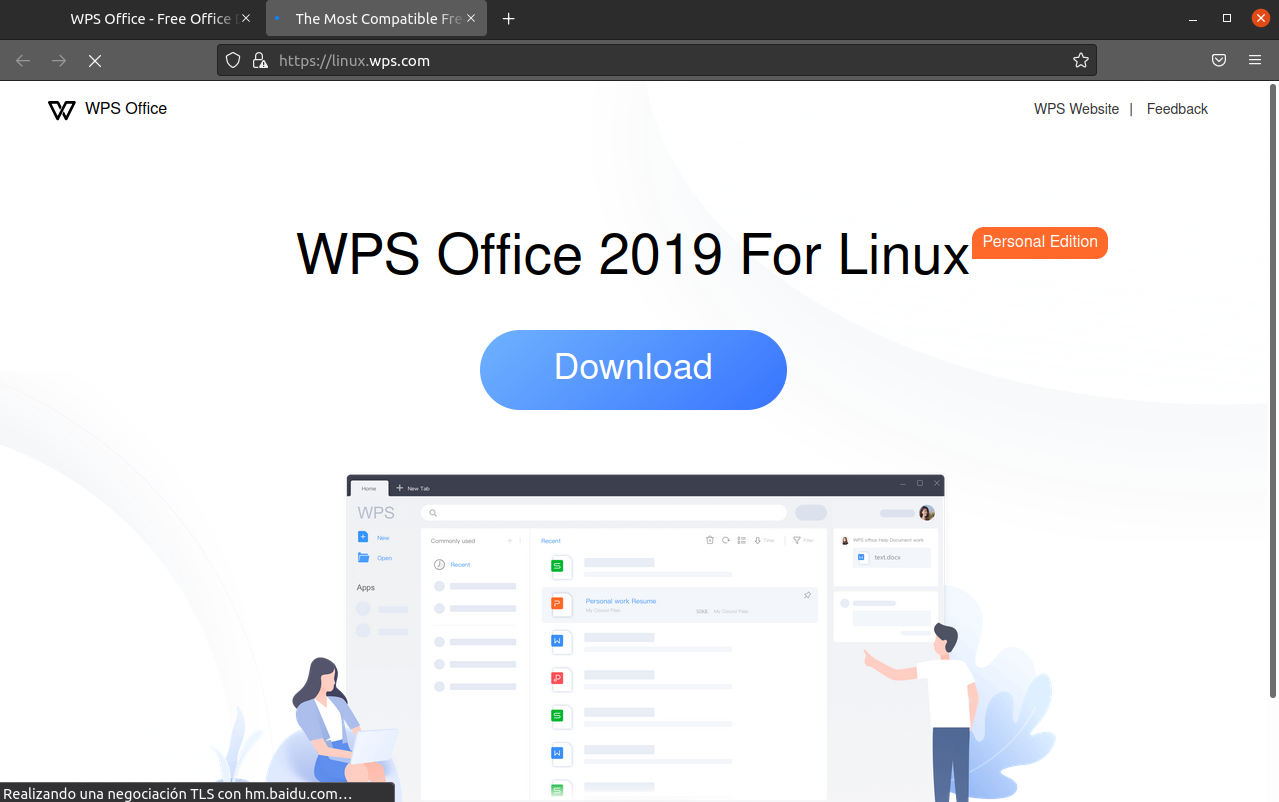 WPS Office - Free Office
The Most Compatible Fre
https://linux.wps.com
WPS Office
WPS Website | Feedback
WPS Office 2019 For Linux
Personal Edition
Download
Home
New Tab
WPS
New
Open
Apps
Commonly used
Recent
Recent
Time
Filter
Personal work Resume
My Cloud Files
50KB
My Cloud Files
WPS office Help Document work
text.docx
Realizando una negociación TLS con hm.baidu.com…